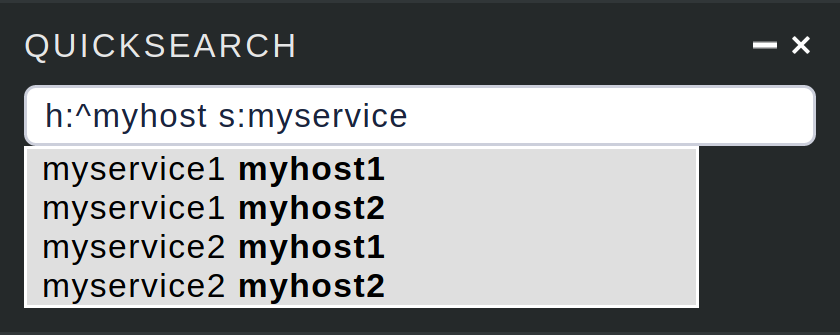 QUICKSEARCH
h:^myhost s:myservice
myservice1 myhost1
myservice1 myhost2
myservice2 myhost1
myservice2 myhost2